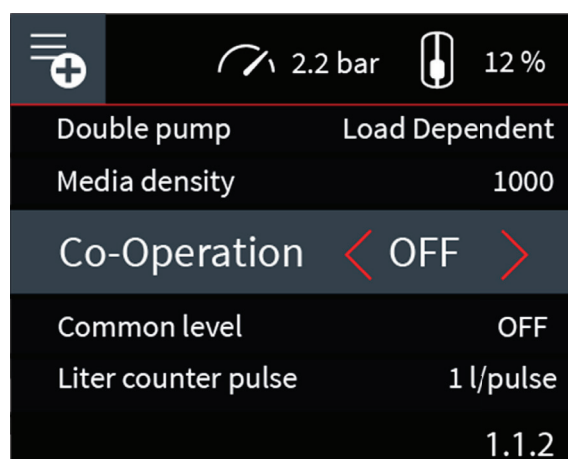 2.2 bar 12 %
Double pump Load Dependent
Media density 1000
Co-Operation < OFF >
Common level OFF
Liter counter pulse 1 l/pulse
1.1.2